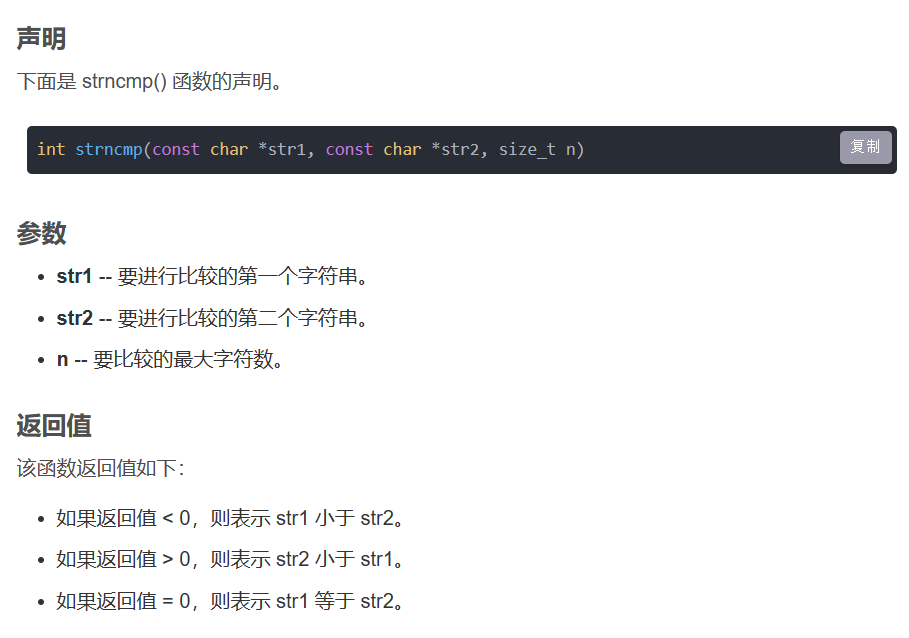 声明
下面是 strncmp() 函数的声明。
int strncmp(const char *str1, const char *str2, size_t n)
复制
参数
• str1 -- 要进行比较的第一个字符串。
• str2 -- 要进行比较的第二个字符串。
• n -- 要比较的最大字符数。
返回值
该函数返回值如下：
• 如果返回值 < 0，则表示 str1 小于 str2。
• 如果返回值 > 0，则表示 str2 小于 str1。
• 如果返回值 = 0，则表示 str1 等于 str2。